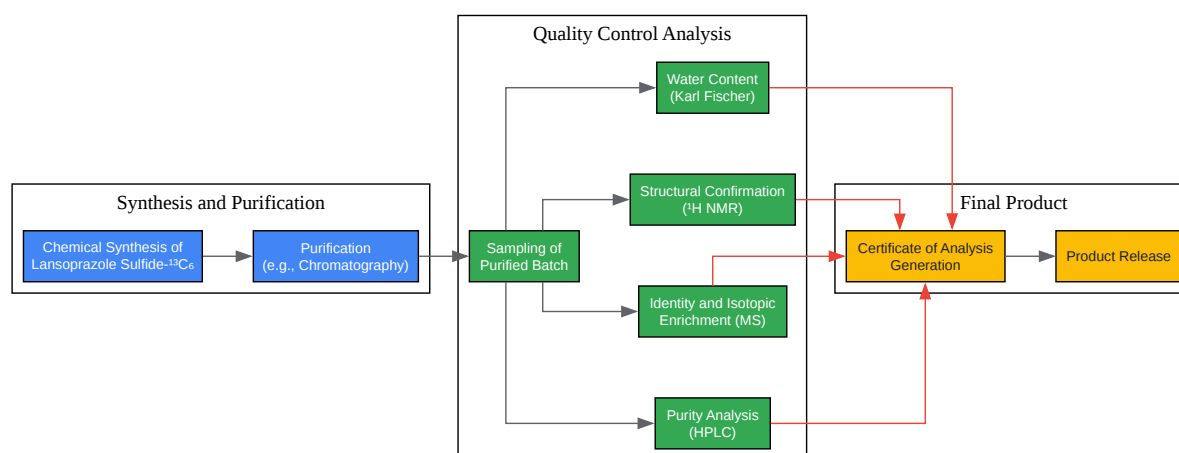 Quality Control Analysis
Water Content
(Karl Fischer)
Synthesis and Purification
Structural Confirmation
(¹H NMR)
Final Product
Chemical Synthesis of
Lansoprazole Sulfide-¹³C₆
Purification
(e.g., Chromatography)
Sampling of
Purified Batch
Certificate of Analysis
Generation
Product Release
Identity and Isotopic
Enrichment (MS)
Purity Analysis
(HPLC)